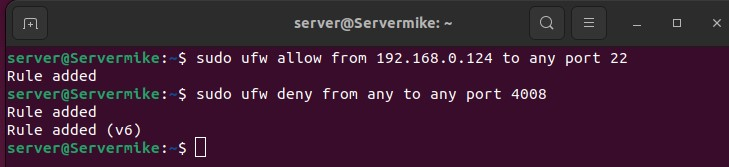 server@Servermike: ~
server@Servermike:~$ sudo ufw allow from 192.168.0.124 to any port 22
Rule added
server@Servermike:~$ sudo ufw deny from any to any port 4008
Rule added
Rule added (v6)
server@Servermike:~$